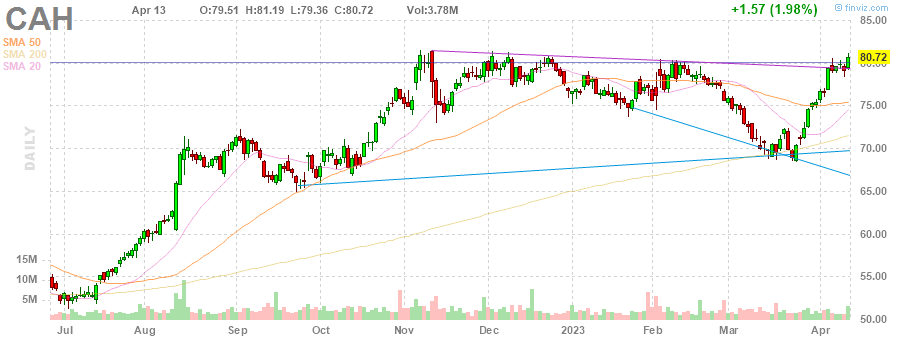 CAH Apr 13 O:79.51 H:81.19 L:79.36 C:80.72 Vol:3.78M +1.57 (1.98%) © finviz.com
SMA 50
SMA 200
SMA 20
DAILY
85.00
80.72
80.00
75.00
70.00
65.00
60.00
55.00
50.00
15M
10M
5M
Jul Aug Sep Oct Nov Dec 2023 Feb Mar Apr